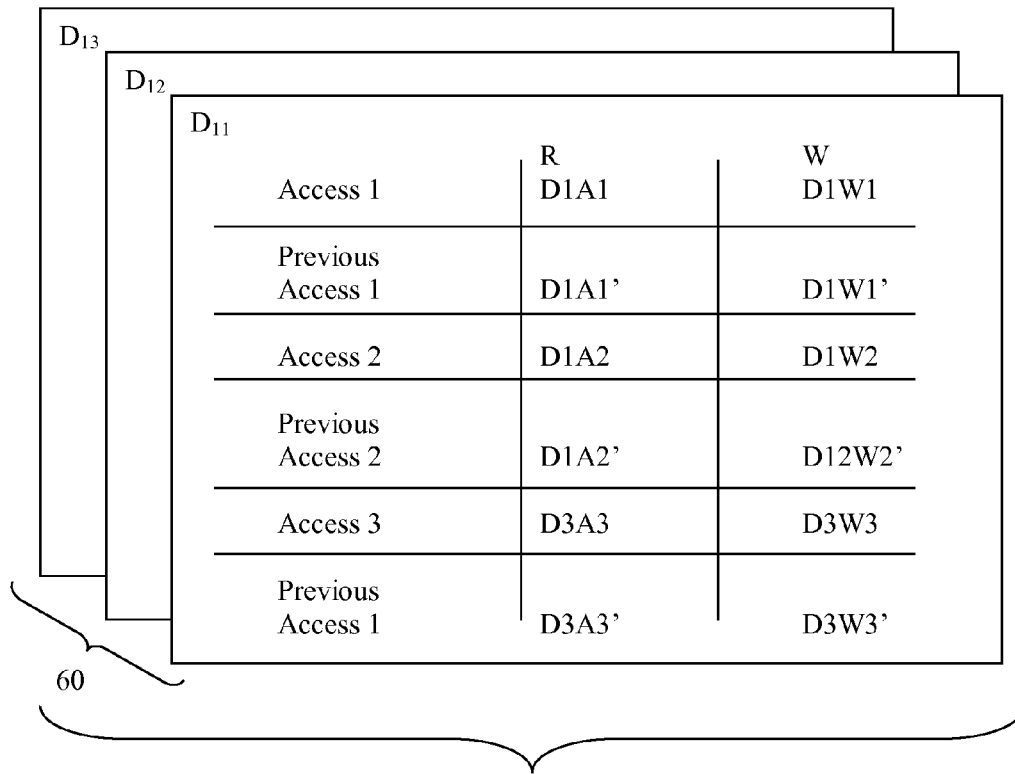 D13
D12
D11
R W
Access 1 D1A1 D1W1
Previous
Access 1 D1A1’ D1W1’
Access 2 D1A2 D1W2
Previous
Access 2 D1A2’ D12W2’
Access 3 D3A3 D3W3
Previous
Access 1 D3A3’ D3W3’
60